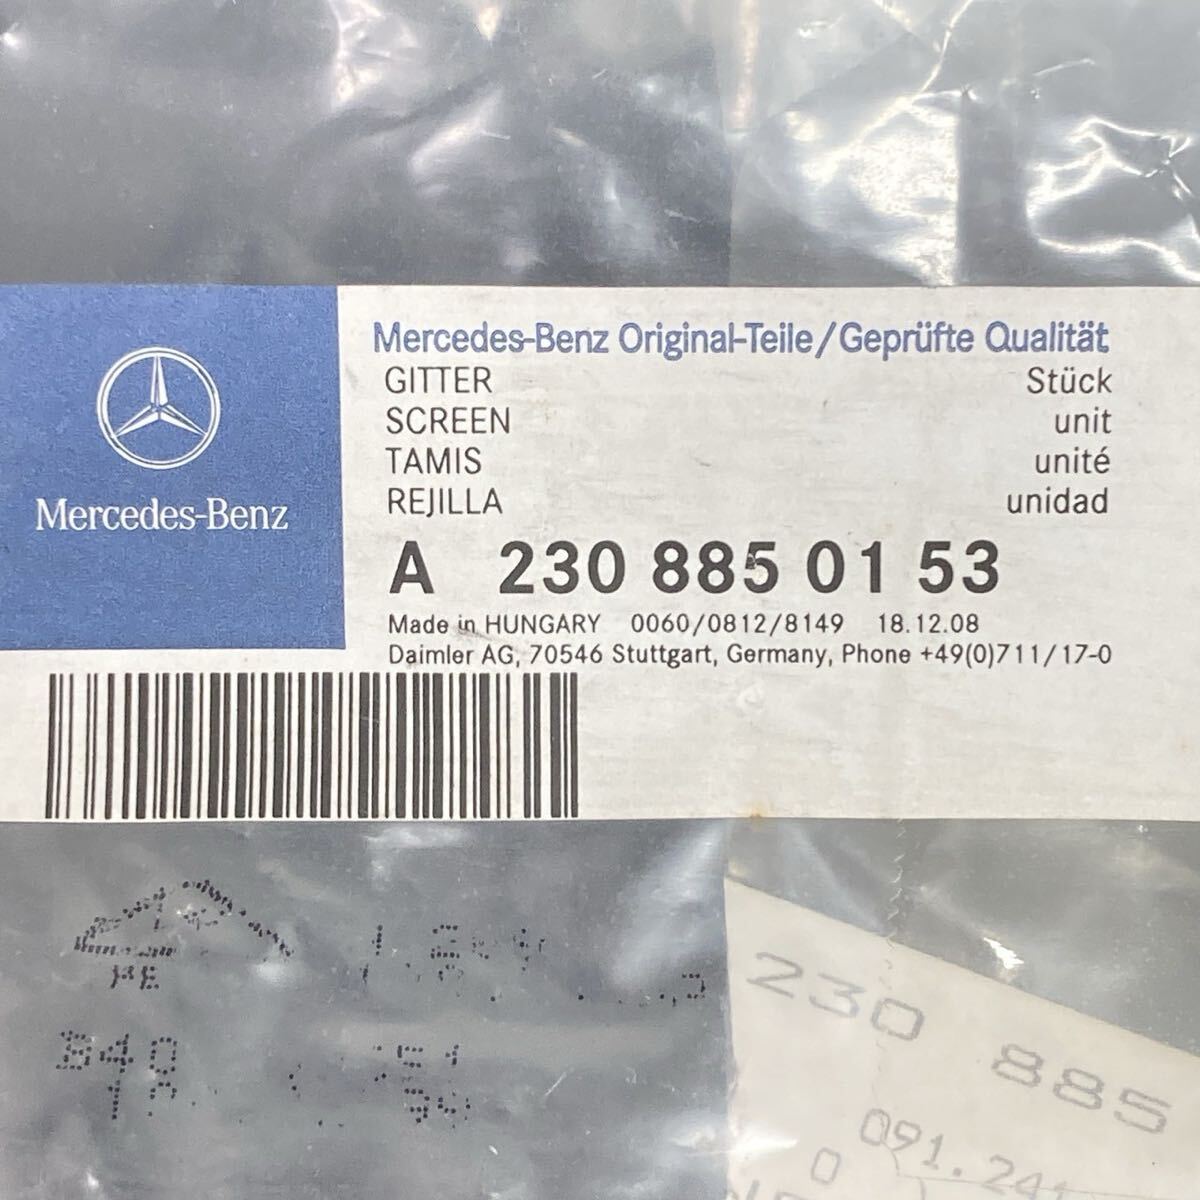 Mercedes-Benz Original-Teile/Geprüfte Qualität
GITTER Stück
SCREEN unit
TAMIS unité
REJILLA unidad
Mercedes-Benz
A 230 885 01 53
Made in HUNGARY 0060/0812/8149 18.12.08
Daimler AG, 70546 Stuttgart, Germany, Phone +49(0)711/17-0
PE
230 885
0